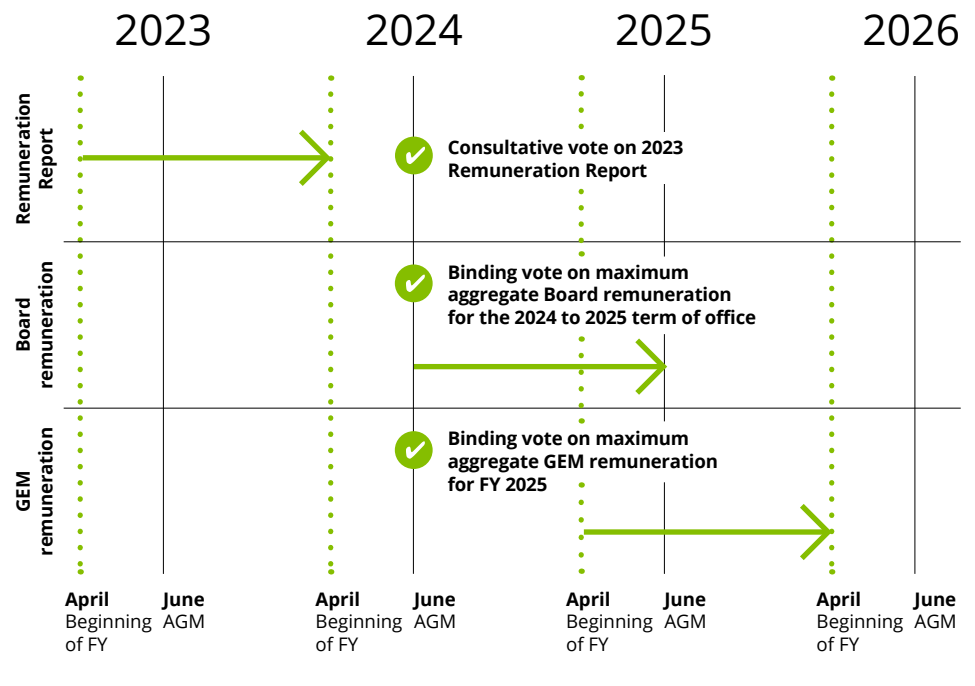 2023
2024
2025
2026
Remuneration
Report
Consultative vote on 2023
Remuneration Report
Board
remuneration
Binding vote on maximum
aggregate Board remuneration
for the 2024 to 2025 term of office
GEM
remuneration
Binding vote on maximum
aggregate GEM remuneration
for FY 2025
April
Beginning
of FY
June
AGM
April
Beginning
of FY
June
AGM
April
Beginning
of FY
June
AGM
April
Beginning
of FY
June
AGM